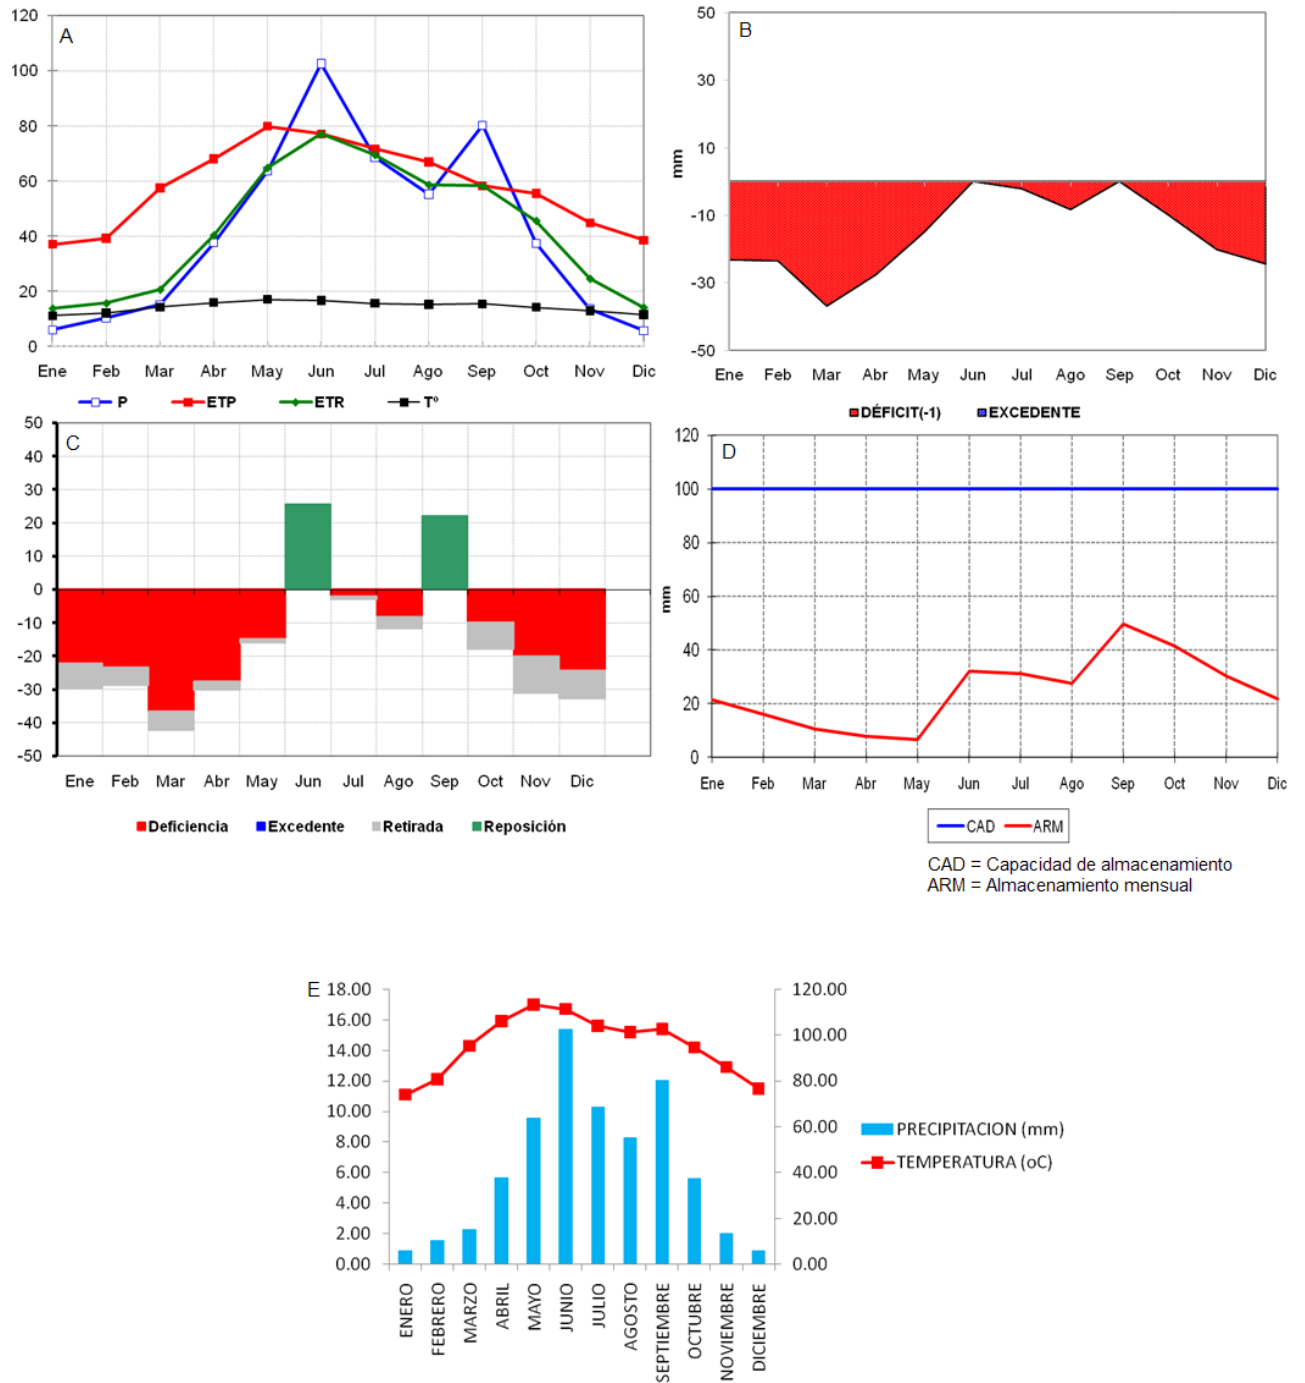 A
120
100
80
60
40
20
0
Ene Feb Mar Abr May Jun Jul Ago Sep Oct Nov Dic
P ETP ETR Tº
B
50
30
10
-10
-30
-50
mm
Ene Feb Mar Abr May Jun Jul Ago Sep Oct Nov Dic
DÉFICIT(-1) EXCEDENTE
C
50
40
30
20
10
0
-10
-20
-30
-40
-50
Ene Feb Mar Abr May Jun Jul Ago Sep Oct Nov Dic
Deficiencia Excedente Retirada Reposición
D
120
100
80
60
40
20
0
mm
Ene Feb Mar Abr May Jun Jul Ago Sep Oct Nov Dic
CAD ARM
CAD = Capacidad de almacenamiento
ARM = Almacenamiento mensual
E
18.00
16.00
14.00
12.00
10.00
8.00
6.00
4.00
2.00
0.00
120.00
100.00
80.00
60.00
40.00
20.00
0.00
ENERO
FEBRERO
MARZO
ABRIL
MAYO
JUNIO
JULIO
AGOSTO
SEPTIEMBRE
OCTUBRE
NOVIEMBRE
DICIEMBRE
PRECIPITACION (mm)
TEMPERATURA (oC)